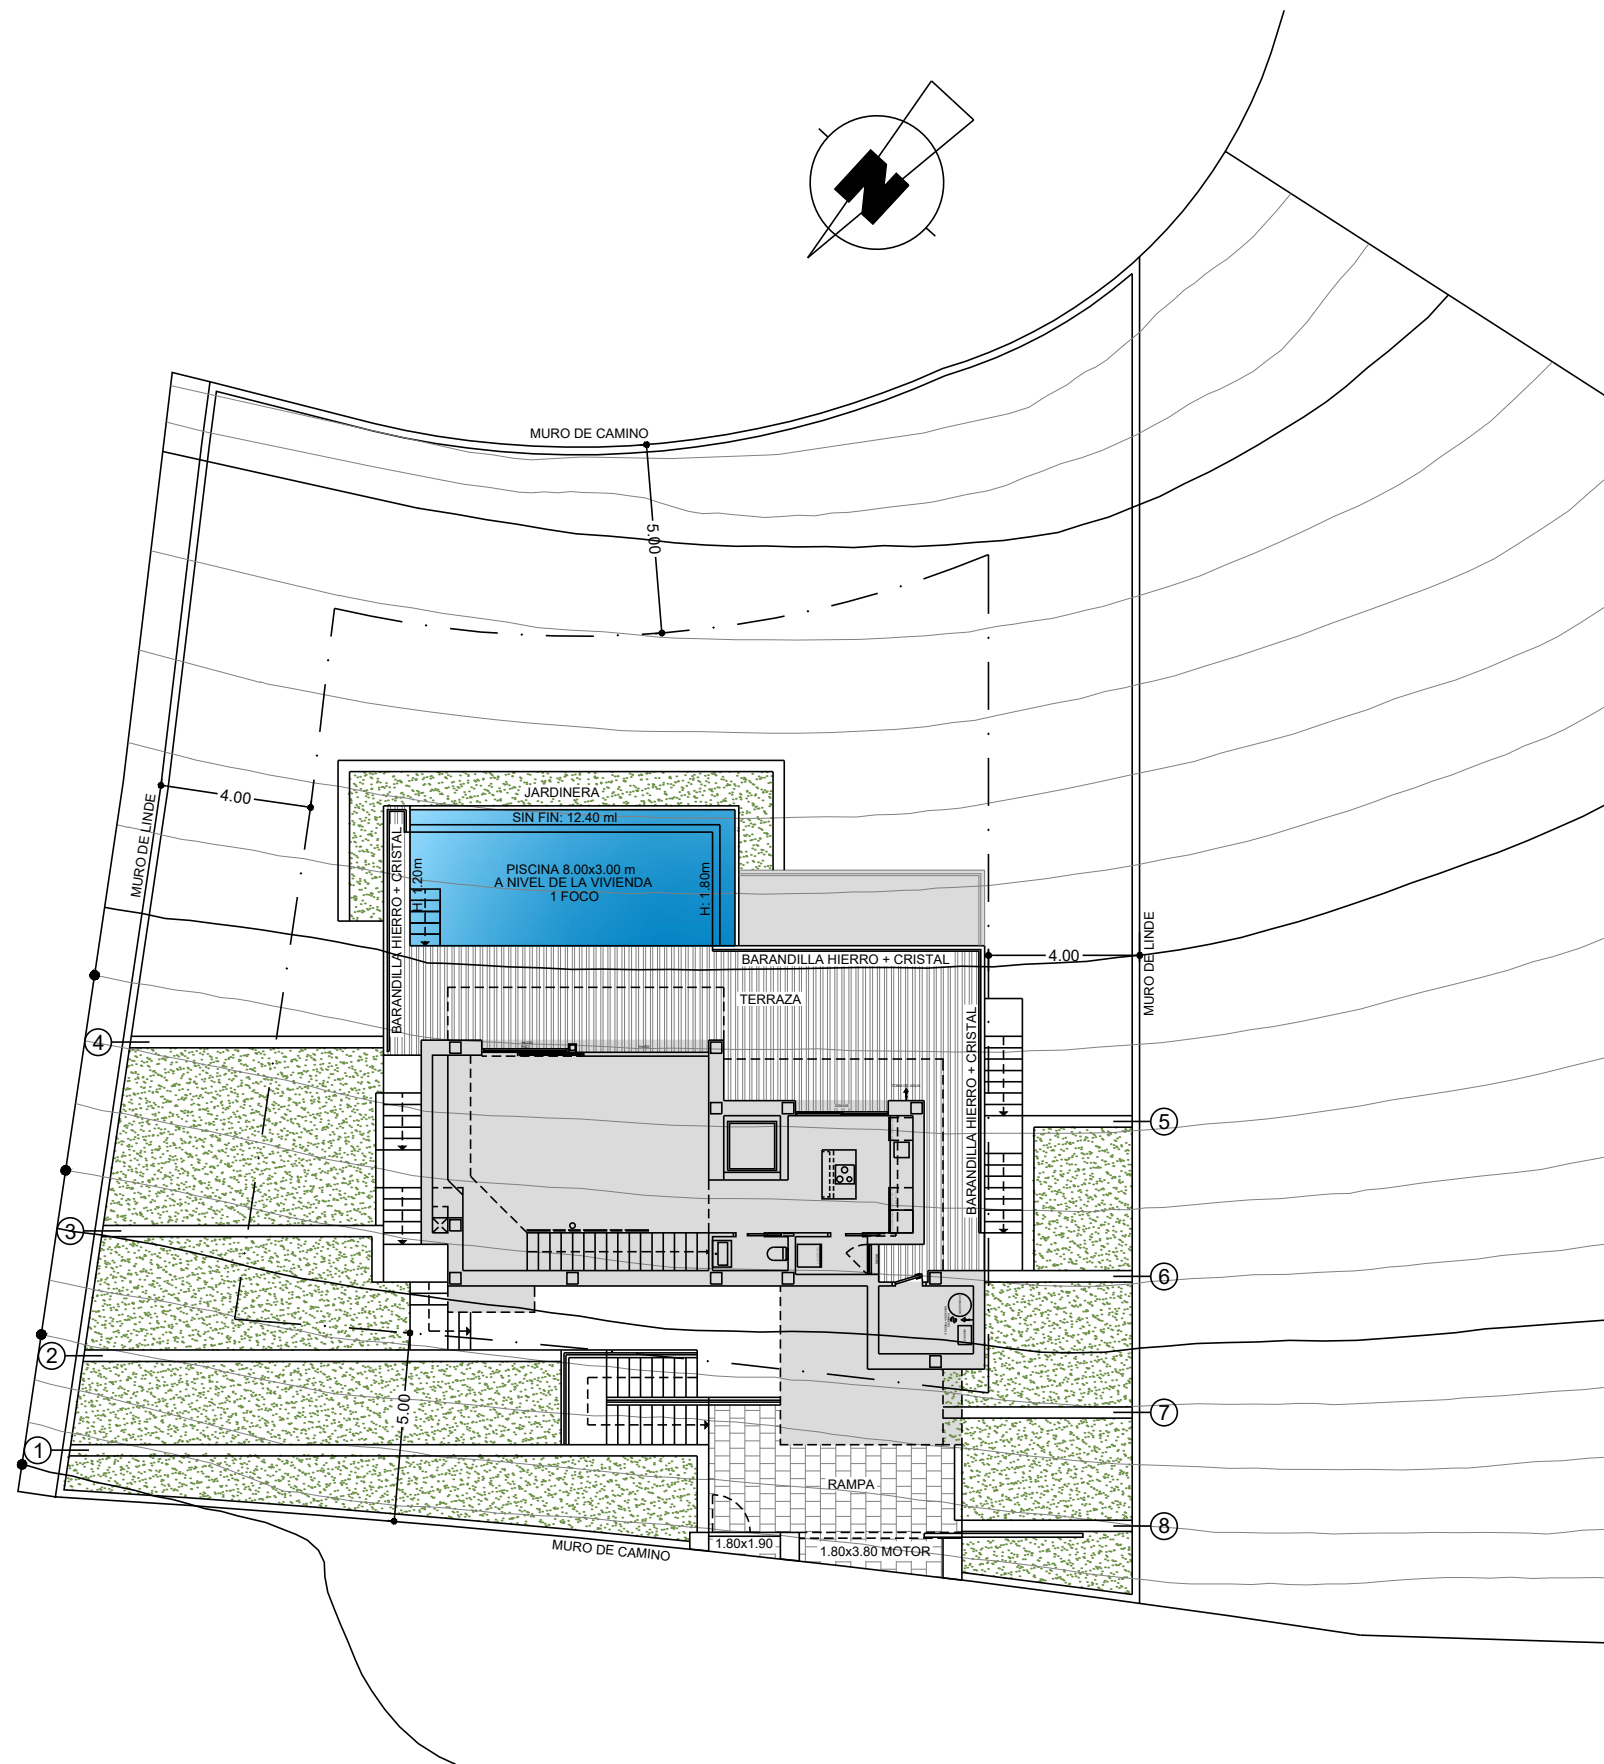 N
MURO DE CAMINO
5.00
4.00
MURO DE LINDE
JARDINERA
SIN FIN: 12.40 ml
PISCINA 8.00x3.00 m
A NIVEL DE LA VIVIENDA
1 FOCO
H: 1.20m
H: 1.80m
BARANDILLA HIERRO + CRISTAL
BARANDILLA HIERRO + CRISTAL
TERRAZA
4.00
MURO DE LINDE
BARANDILLA HIERRO + CRISTAL
4
5
3
6
2
5.00
7
1
RAMPA
8
1.80x1.90
1.80x3.80 MOTOR
MURO DE CAMINO